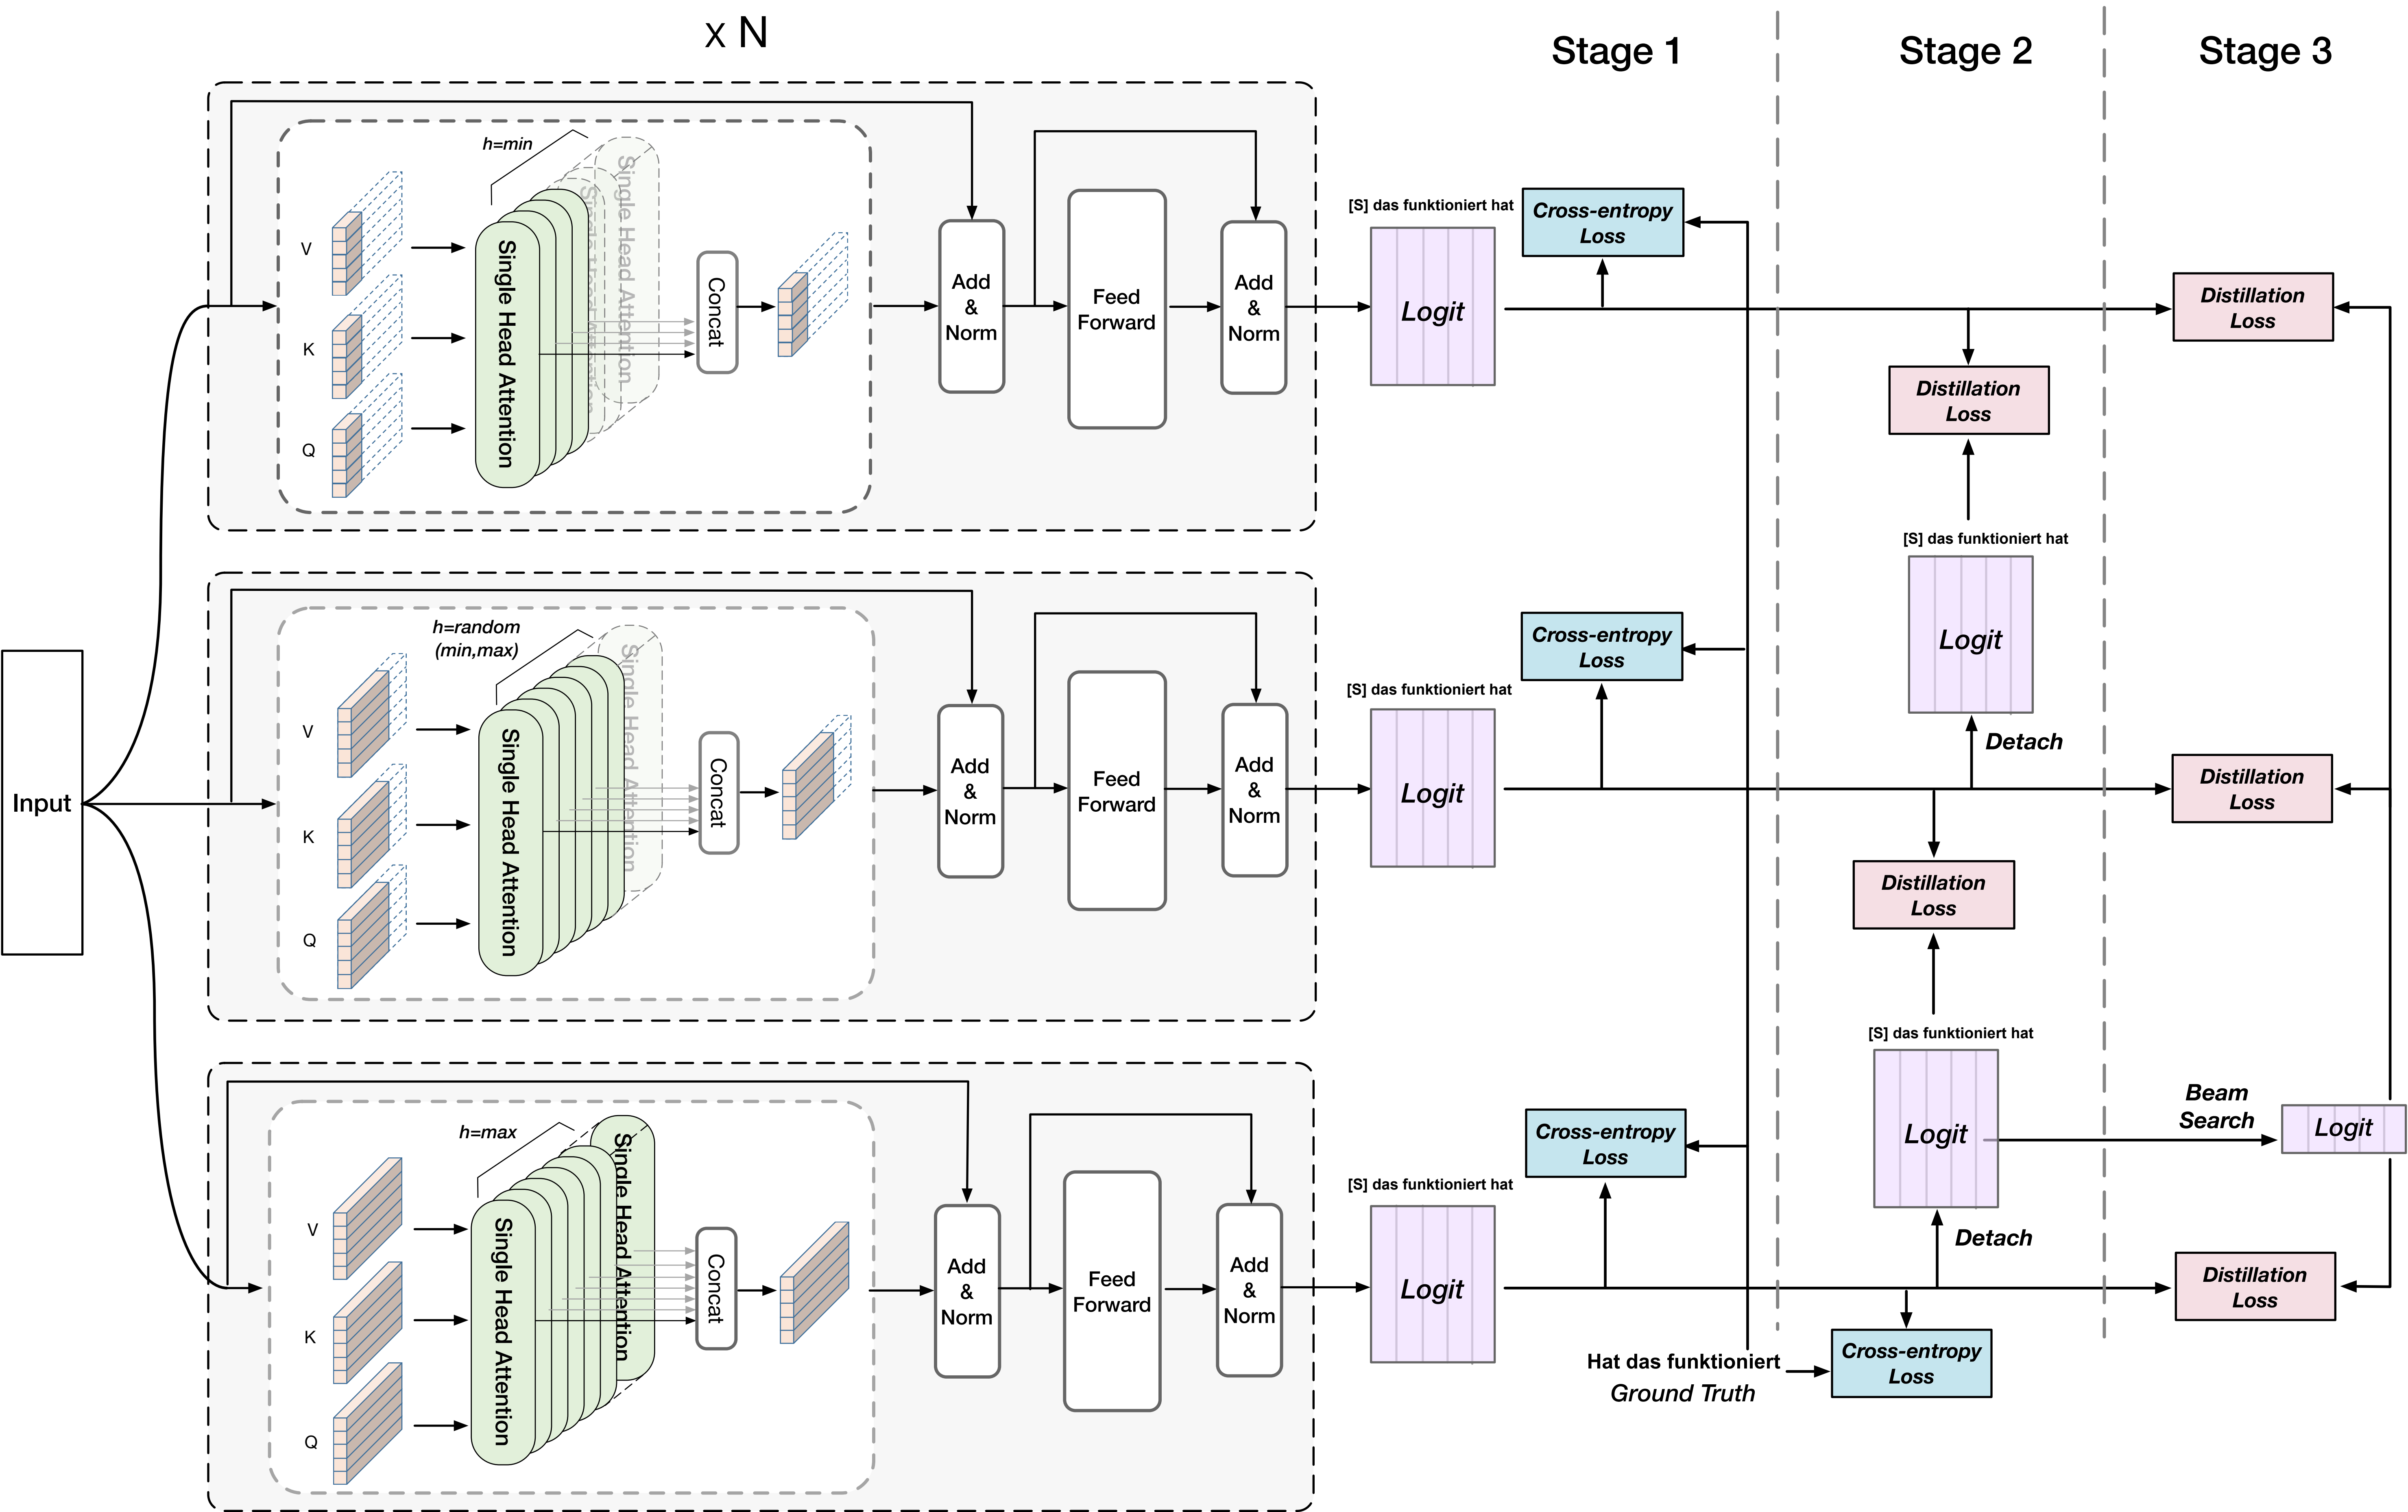 x N
Stage 1
Stage 2
Stage 3
h=min
V
K
Q
Single Head Attention
Single Head Attention
Concat
Add
&
Norm
Feed
Forward
Add
&
Norm
[S] das funktioniert hat
Logit
Cross-entropy
Loss
Distillation
Loss
Distillation
Loss
[S] das funktioniert hat
Logit
Detach
Input
h=random
(min,max)
V
K
Q
Single Head Attention
Single Head Attention
Concat
Add
&
Norm
Feed
Forward
Add
&
Norm
[S] das funktioniert hat
Logit
Cross-entropy
Loss
Distillation
Loss
Distillation
Loss
[S] das funktioniert hat
Logit
Detach
Beam
Search
Logit
h=max
V
K
Q
Single Head Attention
Single Head Attention
Concat
Add
&
Norm
Feed
Forward
Add
&
Norm
[S] das funktioniert hat
Logit
Cross-entropy
Loss
Distillation
Loss
Hat das funktioniert
Ground Truth
Cross-entropy
Loss